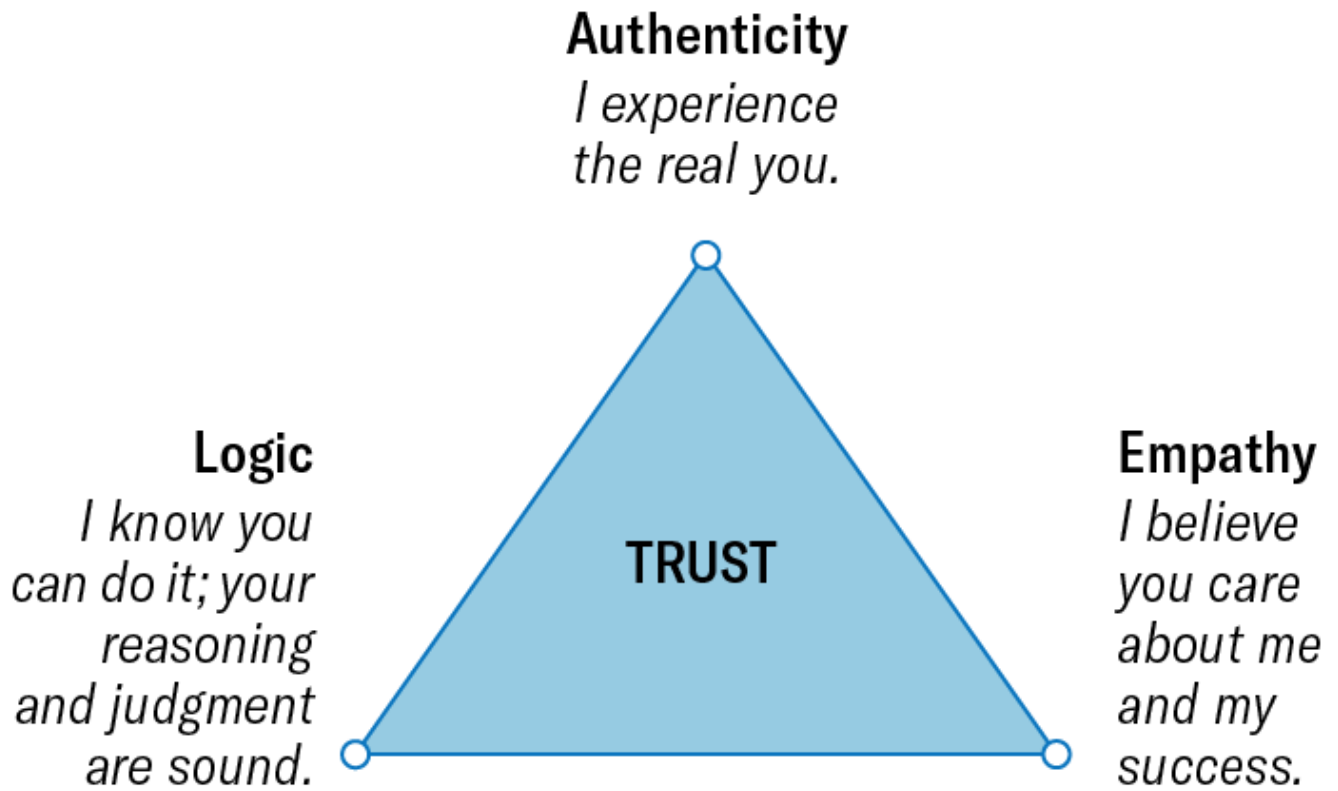 Authenticity
I experience
the real you.
Logic
I know you
can do it; your
reasoning
and judgment
are sound.
TRUST
Empathy
I believe
you care
about me
and my
success.